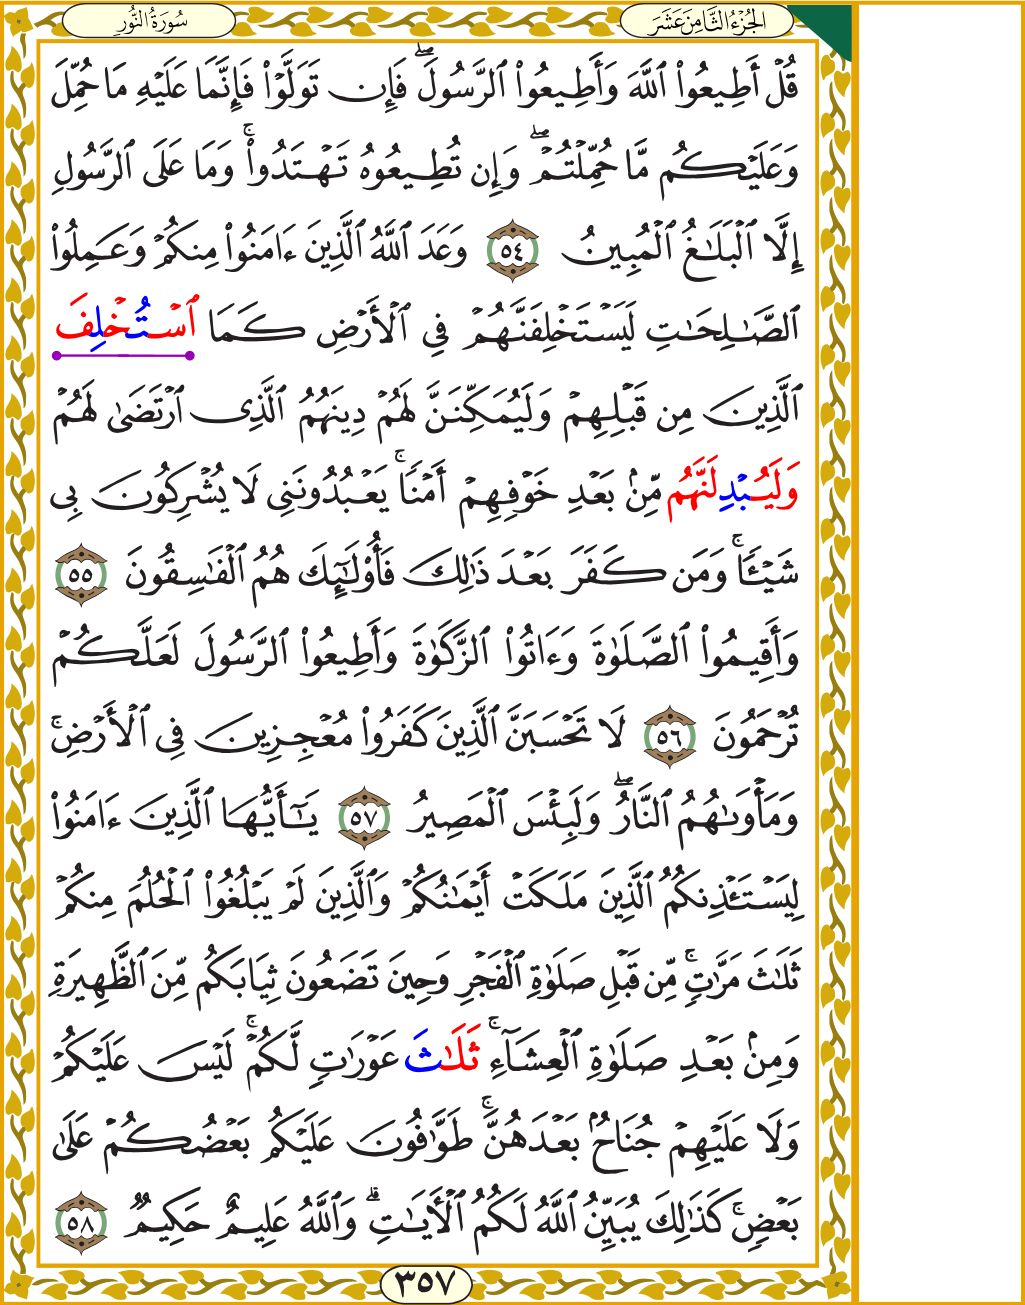 الجُزْءُ الثَّامِنَ عَشَرَ
سُورَةُ النُّورِ
قُلۡ أَطِيعُواْ ٱللَّهَ وَأَطِيعُواْ ٱلرَّسُولَۖ فَإِن تَوَلَّوۡاْ فَإِنَّمَا عَلَيۡهِ مَا حُمِّلَ
وَعَلَيۡكُم مَّا حُمِّلۡتُمۡۖ وَإِن تُطِيعُوهُ تَهۡتَدُواْۚ وَمَا عَلَى ٱلرَّسُولِ
إِلَّا ٱلۡبَلَٰغُ ٱلۡمُبِينُ ٥٤ وَعَدَ ٱللَّهُ ٱلَّذِينَ ءَامَنُواْ مِنكُمۡ وَعَمِلُواْ
ٱلصَّٰلِحَٰتِ لَيَسۡتَخۡلِفَنَّهُمۡ فِي ٱلۡأَرۡضِ كَمَا ٱسۡتُخۡلِفَ
ٱلَّذِينَ مِن قَبۡلِهِمۡ وَلَيُمَكِّنَنَّ لَهُمۡ دِينَهُمُ ٱلَّذِي ٱرۡتَضَىٰ لَهُمۡ
وَلَيُبۡدِلَنَّهُم مِّنۢ بَعۡدِ خَوۡفِهِمۡ أَمۡنٗاۚ يَعۡبُدُونَنِي لَا يُشۡرِكُونَ بِي
شَيۡـٔٗاۚ وَمَن كَفَرَ بَعۡدَ ذَٰلِكَ فَأُوْلَٰٓئِكَ هُمُ ٱلۡفَٰسِقُونَ ٥٥
وَأَقِيمُواْ ٱلصَّلَوٰةَ وَءَاتُواْ ٱلزَّكَوٰةَ وَأَطِيعُواْ ٱلرَّسُولَ لَعَلَّكُمۡ
تُرۡحَمُونَ ٥٦ لَا تَحۡسَبَنَّ ٱلَّذِينَ كَفَرُواْ مُعۡجِزِينَ فِي ٱلۡأَرۡضِۚ
وَمَأۡوَىٰهُمُ ٱلنَّارُۖ وَلَبِئۡسَ ٱلۡمَصِيرُ ٥٧ يَٰٓأَيُّهَا ٱلَّذِينَ ءَامَنُواْ
لِيَسۡتَـٔۡذِنكُمُ ٱلَّذِينَ مَلَكَتۡ أَيۡمَٰنُكُمۡ وَٱلَّذِينَ لَمۡ يَبۡلُغُواْ ٱلۡحُلُمَ مِنكُمۡ
ثَلَٰثَ مَرَّٰتٖۚ مِّن قَبۡلِ صَلَوٰةِ ٱلۡفَجۡرِ وَحِينَ تَضَعُونَ ثِيَابَكُم مِّنَ ٱلظَّهِيرَةِ
وَمِنۢ بَعۡدِ صَلَوٰةِ ٱلۡعِشَآءِۚ ثَلَٰثَ عَوۡرَٰتٖ لَّكُمۡۚ لَيۡسَ عَلَيۡكُمۡ
وَلَا عَلَيۡهِمۡ جُنَاحُۢ بَعۡدَهُنَّۚ طَوَّٰفُونَ عَلَيۡكُم بَعۡضُكُمۡ عَلَىٰ
بَعۡضٖۚ كَذَٰلِكَ يُبَيِّنُ ٱللَّهُ لَكُمُ ٱلۡأٓيَٰتِۗ وَٱللَّهُ عَلِيمٌ حَكِيمٞ ٥٨
٣٥٧